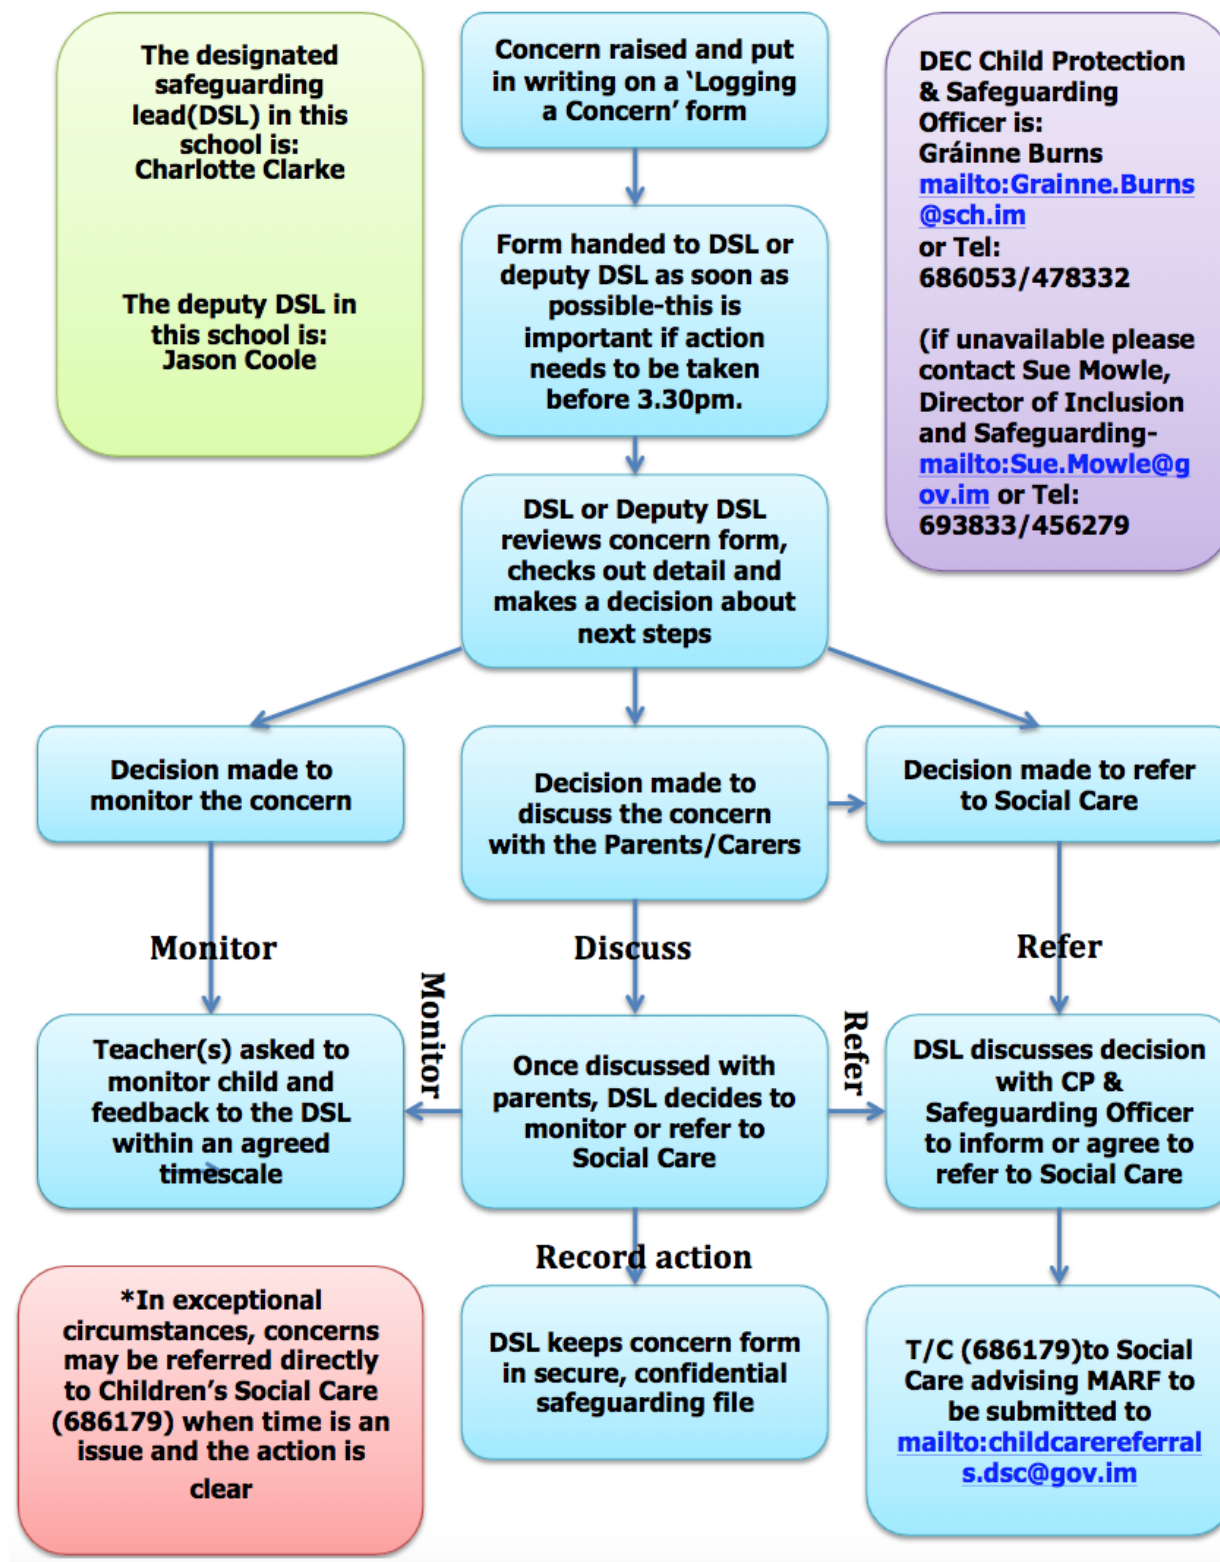 The designated
safeguarding
lead(DSL) in this
school is:
Charlotte Clarke
The deputy DSL in
this school is:
Jason Coole
Concern raised and put
in writing on a ‘Logging
a Concern’ form
DEC Child Protection
& Safeguarding
Officer is:
Gráinne Burns
mailto:Grainne.Burns
@sch.im
or Tel:
686053/478332
(if unavailable please
contact Sue Mowle,
Director of Inclusion
and Safeguarding-
mailto:Sue.Mowle@g
ov.im or Tel:
693833/456279
Form handed to DSL or
deputy DSL as soon as
possible-this is
important if action
needs to be taken
before 3.30pm.
DSL or Deputy DSL
reviews concern form,
checks out detail and
makes a decision about
next steps
Decision made to
monitor the concern
Decision made to
discuss the concern
with the Parents/Carers
Decision made to refer
to Social Care
Monitor
Discuss
Refer
Monitor
Refer
Teacher(s) asked to
monitor child and
feedback to the DSL
within an agreed
timescale
Once discussed with
parents, DSL decides to
monitor or refer to
Social Care
DSL discusses decision
with CP &
Safeguarding Officer
to inform or agree to
refer to Social Care
Record action
*In exceptional
circumstances, concerns
may be referred directly
to Children’s Social Care
(686179) when time is an
issue and the action is
clear
DSL keeps concern form
in secure, confidential
safeguarding file
T/C (686179)to Social
Care advising MARF to
be submitted to
mailto:childcarereferral
s.dsc@gov.im